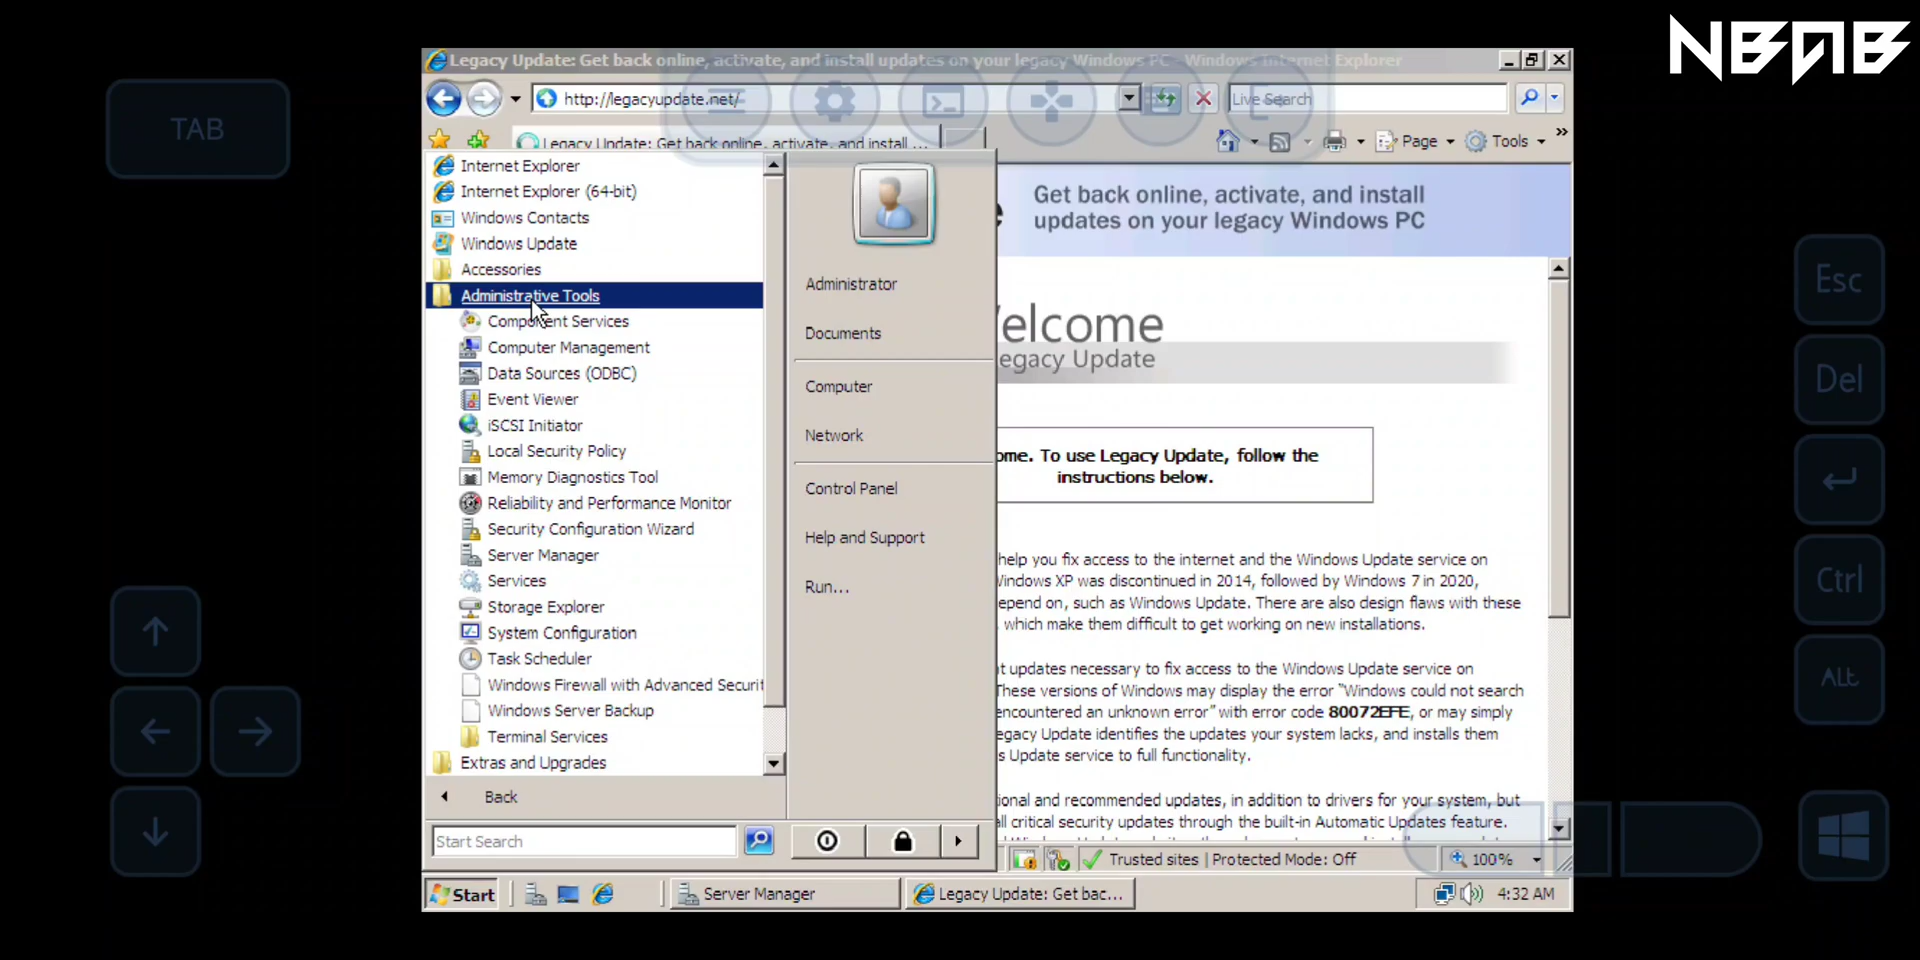 NBNB
TAB
Legacy Update: Get back online, activate, and install updates on your legacy Windows PC - Windows Internet Explorer
http://legacyupdate.net/
Live Search
Legacy Update: Get back online, activate, and install ...
Page
Tools
»
Internet Explorer
Internet Explorer (64-bit)
Windows Contacts
Windows Update
Accessories
Administrative Tools
Component Services
Computer Management
Data Sources (ODBC)
Event Viewer
iSCSI Initiator
Local Security Policy
Memory Diagnostics Tool
Reliability and Performance Monitor
Security Configuration Wizard
Server Manager
Services
Storage Explorer
System Configuration
Task Scheduler
Windows Firewall with Advanced Securit
Windows Server Backup
Terminal Services
Extras and Upgrades
Back
Start Search
Administrator
Documents
Computer
Network
Control Panel
Help and Support
Run...
Get back online, activate, and install
updates on your legacy Windows PC
elcome
egacy Update
ome. To use Legacy Update, follow the
instructions below.
help you fix access to the internet and the Windows Update service on
Windows XP was discontinued in 2014, followed by Windows 7 in 2020,
epend on, such as Windows Update. There are also design flaws with these
, which make them difficult to get working on new installations.
t updates necessary to fix access to the Windows Update service on
These versions of Windows may display the error "Windows could not search
encountered an unknown error" with error code 80072EFE, or may simply
egacy Update identifies the updates your system lacks, and installs them
s Update service to full functionality.
ional and recommended updates, in addition to drivers for your system, but
all critical security updates through the built-in Automatic Updates feature.
Trusted sites | Protected Mode: Off
100%
Start
Server Manager
Legacy Update: Get bac...
4:32 AM
Esc
Del
Ctrl
ALt